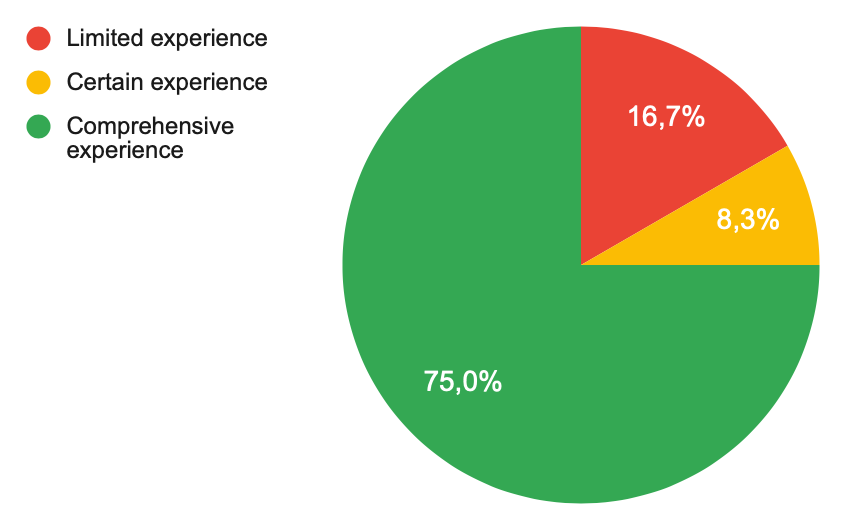 Limited experience
Certain experience
Comprehensive
experience
16,7%
8,3%
75,0%